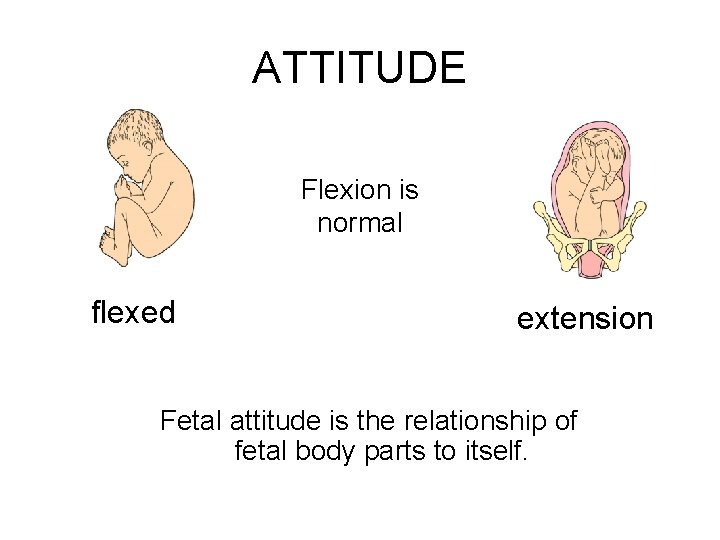 ATTITUDE
Flexion is
normal
flexed
extension
Fetal attitude is the relationship of
fetal body parts to itself.